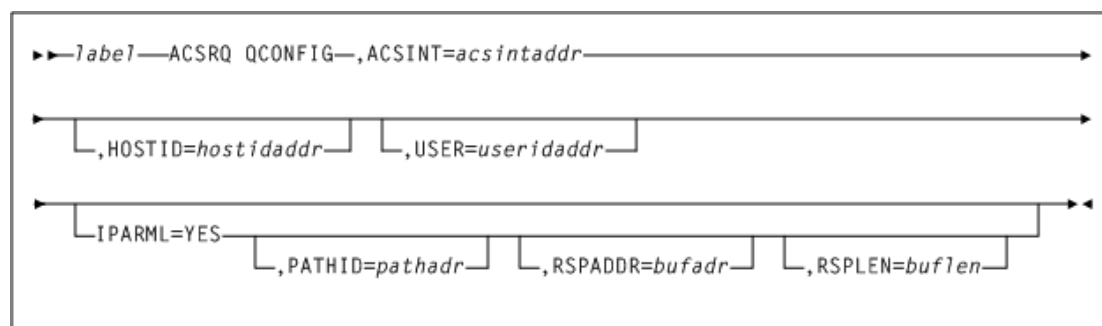 label ACSRQ QCONFIG ,ACSINT=acsintaddr
,HOSTID=hostidaddr ,USER=useridaddr
IPARML=YES
,PATHID=pathadr ,RSPADDR=bufadr ,RSPLEN=buflen